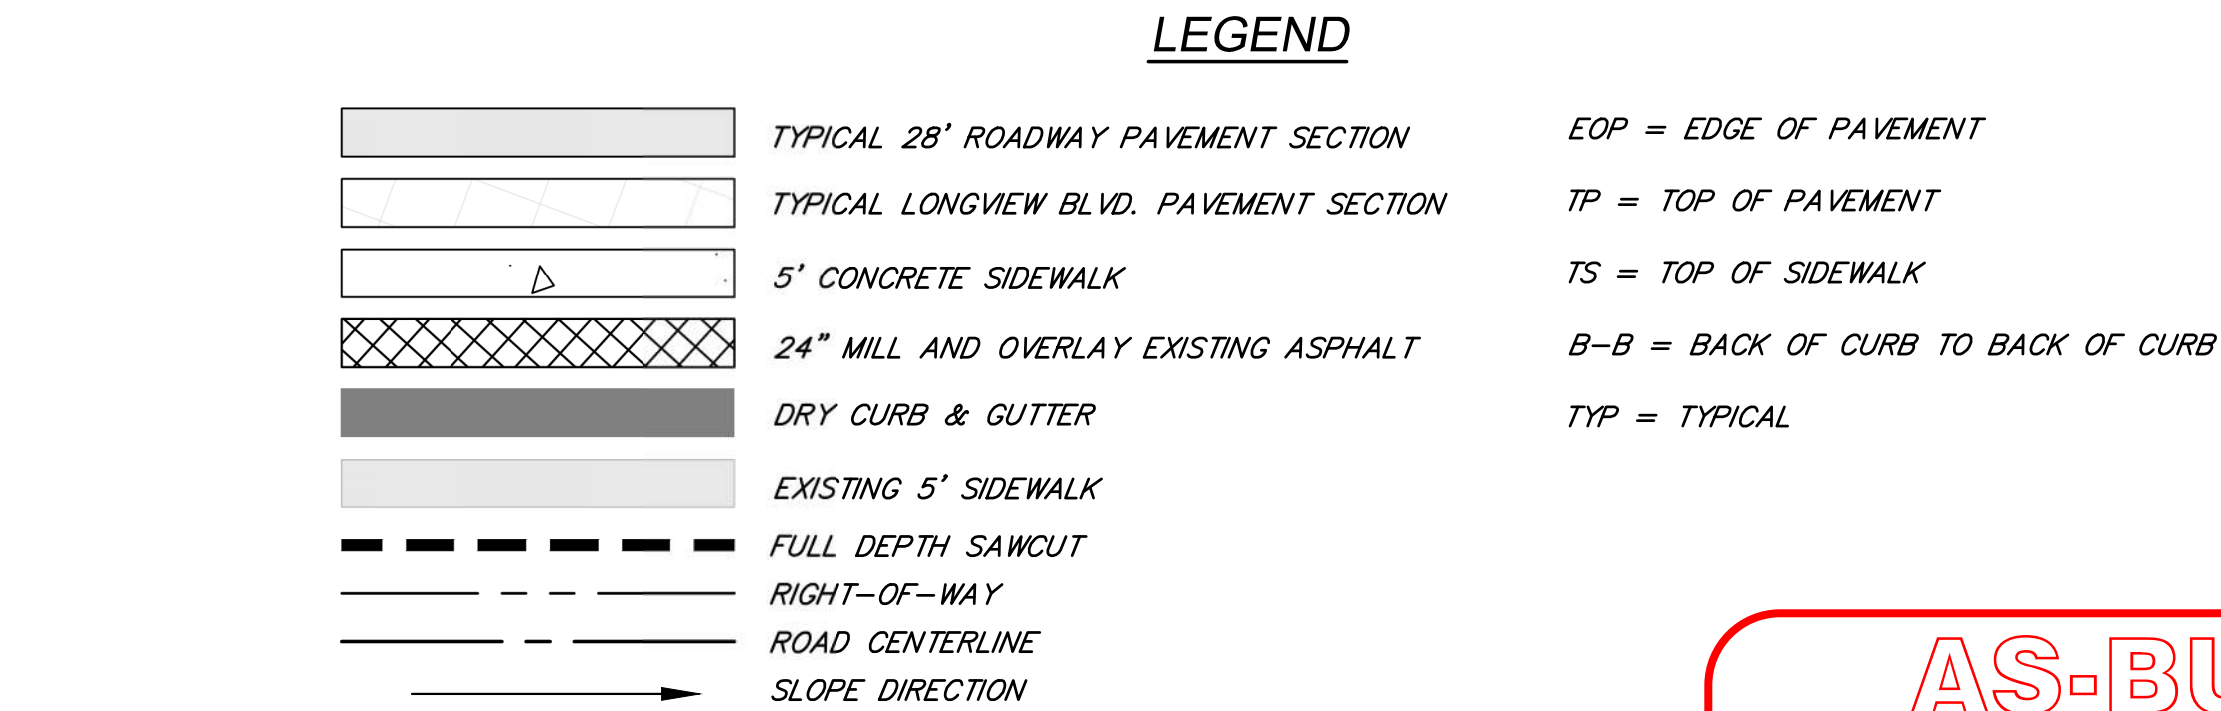 LEGEND
TYPICAL 28' ROADWAY PAVEMENT SECTION
TYPICAL LONGVIEW BLVD. PAVEMENT SECTION
5' CONCRETE SIDEWALK
24" MILL AND OVERLAY EXISTING ASPHALT
DRY CURB & GUTTER
EXISTING 5' SIDEWALK
FULL DEPTH SAWCUT
RIGHT-OF-WAY
ROAD CENTERLINE
SLOPE DIRECTION
EOP = EDGE OF PAVEMENT
TP = TOP OF PAVEMENT
TS = TOP OF SIDEWALK
B-B = BACK OF CURB TO BACK OF CURB
TYP = TYPICAL